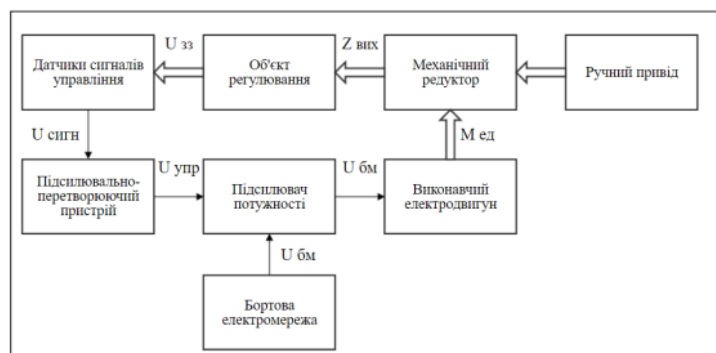 U зз
Z вих
Датчики сигналів
управління
Об'єкт
регулювання
Механічний
редуктор
Ручний привід
U сигн
М ед
U упр
U бм
Підсилювально-
перетворюючий
пристрій
Підсилювач
потужності
Виконавчий
електродвигун
U бм
Бортова
електромережа